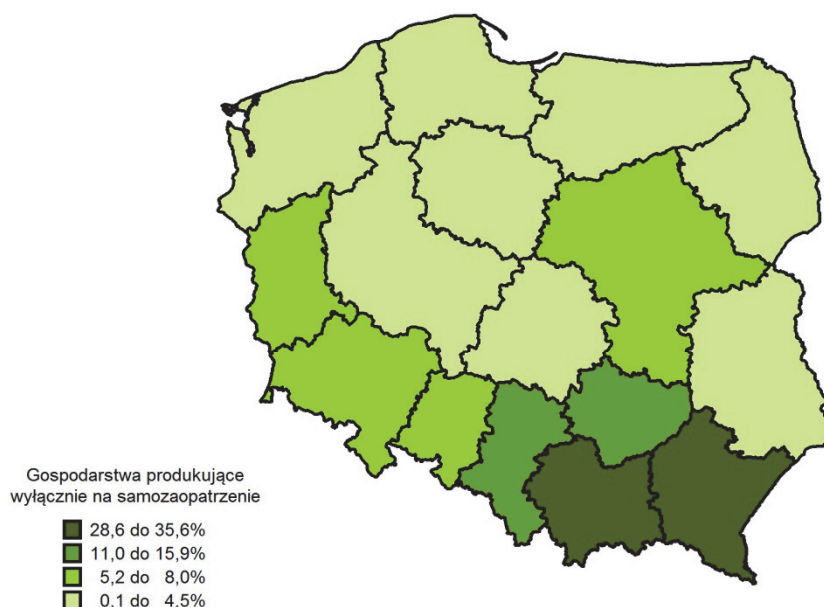 Gospodarstwa produkujące
wyłącznie na samozaopatrzenie
28,6 do 35,6%
11,0 do 15,9%
5,2 do 8,0%
0,1 do 4,5%